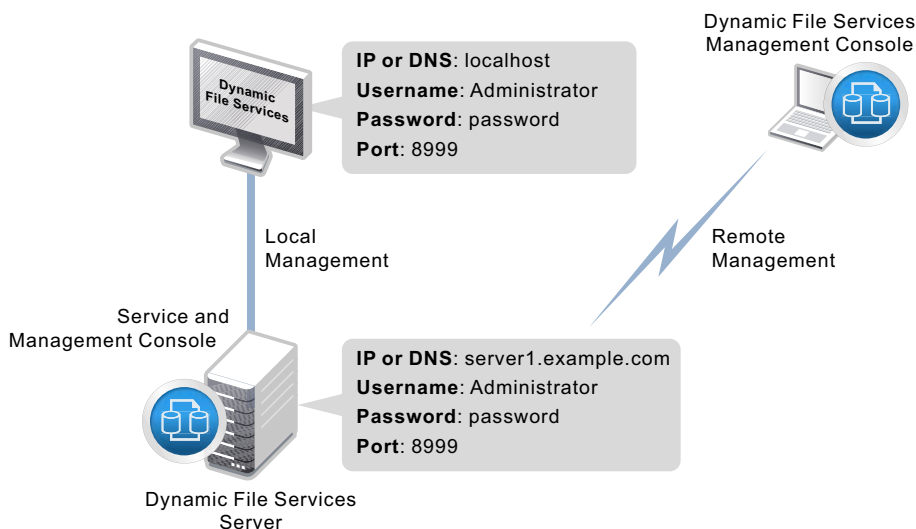 Dynamic File Services
Management Console
Dynamic
File Services
IP or DNS: localhost
Username: Administrator
Password: password
Port: 8999
Local
Management
Remote
Management
Service and
Management Console
IP or DNS: server1.example.com
Username: Administrator
Password: password
Port: 8999
Dynamic File Services
Server